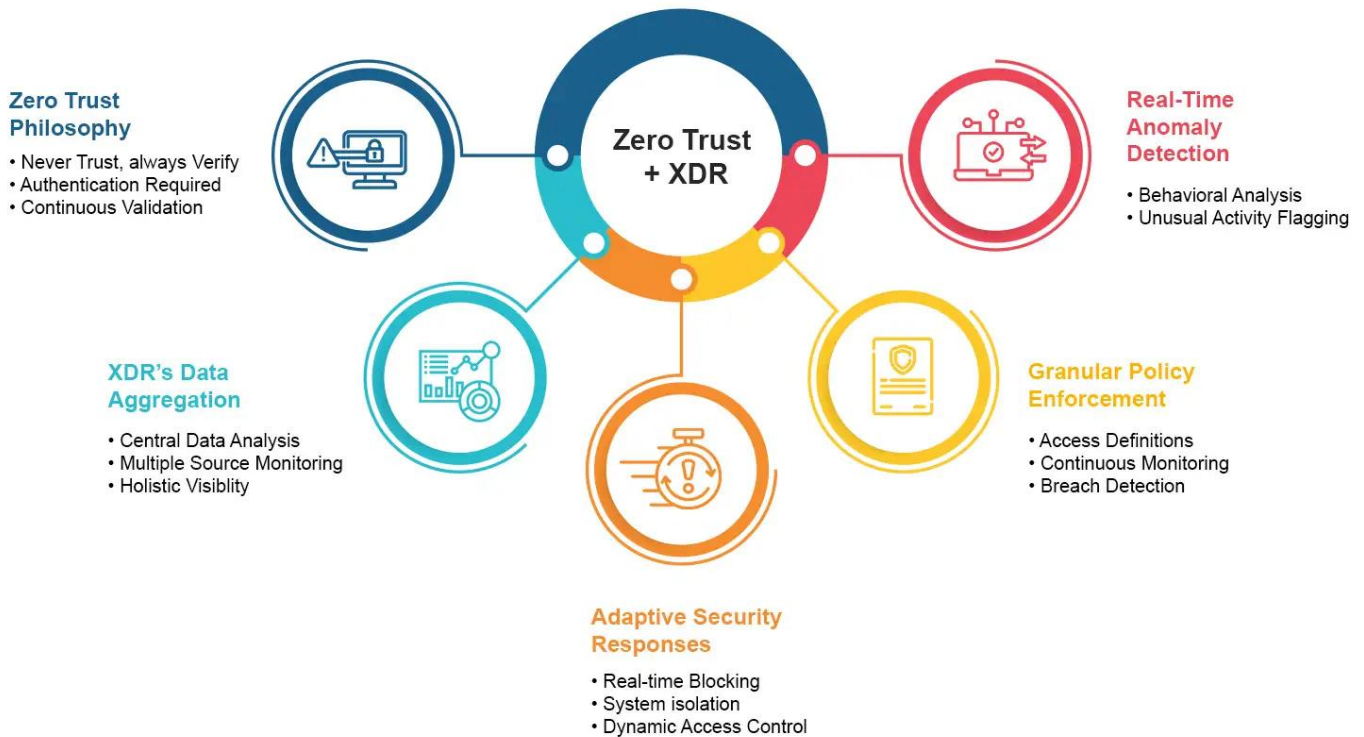 Zero Trust
+ XDR
Zero Trust
Philosophy
• Never Trust, always Verify
• Authentication Required
• Continuous Validation
XDR's Data
Aggregation
• Central Data Analysis
• Multiple Source Monitoring
• Holistic Visiblity
Adaptive Security
Responses
• Real-time Blocking
• System isolation
• Dynamic Access Control
Granular Policy
Enforcement
• Access Definitions
• Continuous Monitoring
• Breach Detection
Real-Time
Anomaly
Detection
• Behavioral Analysis
• Unusual Activity Flagging